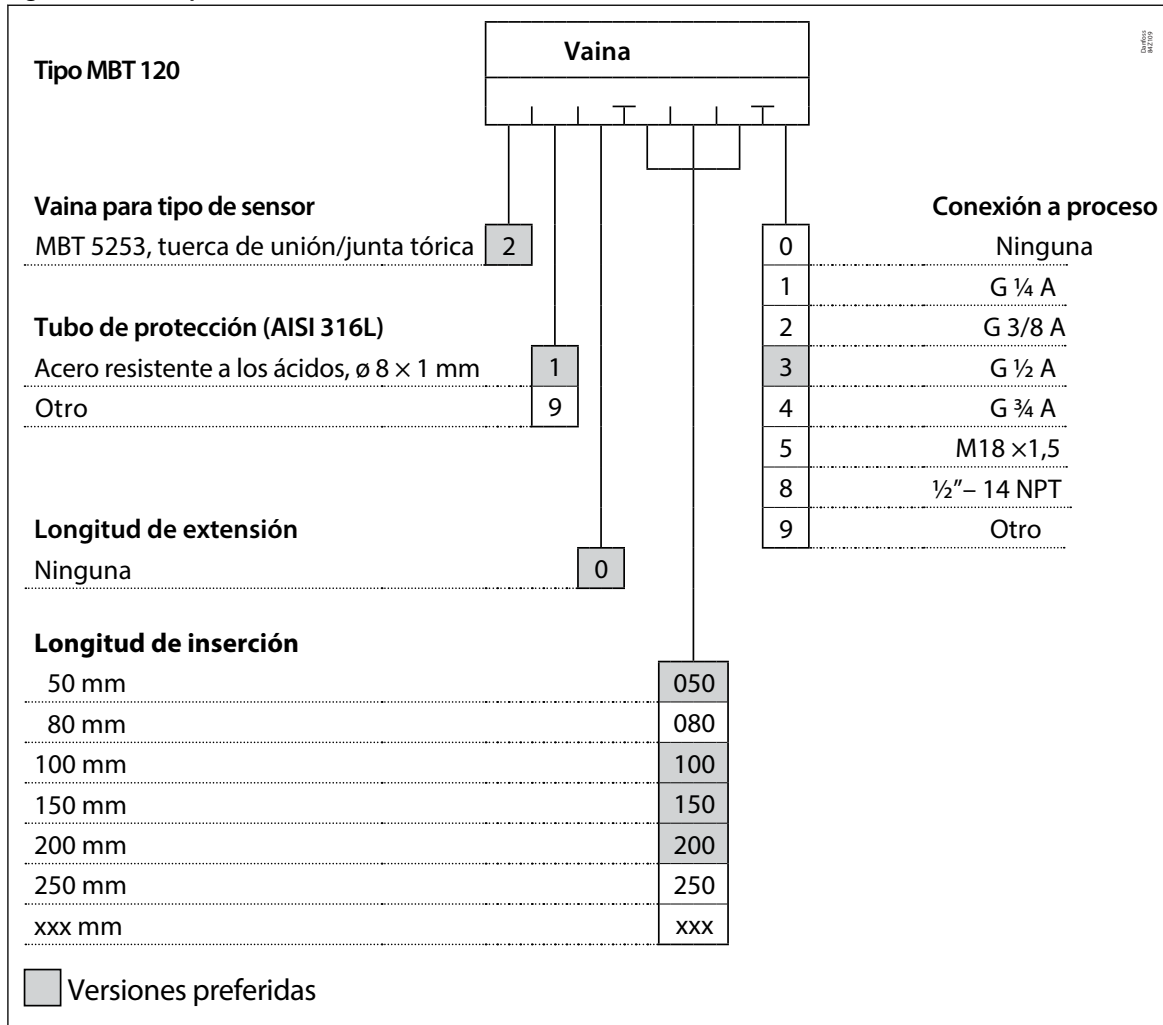 Tipo MBT 120
Vaina
Danfoss
84Z109
Vaina para tipo de sensor
MBT 5253, tuerca de unión/junta tórica 2
Tubo de protección (AISI 316L)
Acero resistente a los ácidos, ø 8 × 1 mm 1
Otro 9
Longitud de extensión
Ninguna 0
Longitud de inserción
50 mm 050
80 mm 080
100 mm 100
150 mm 150
200 mm 200
250 mm 250
xxx mm xxx
Conexión a proceso
0 Ninguna
1 G ¼ A
2 G 3/8 A
3 G ½ A
4 G ¾ A
5 M18 ×1,5
8 ½”– 14 NPT
9 Otro
Versiones preferidas